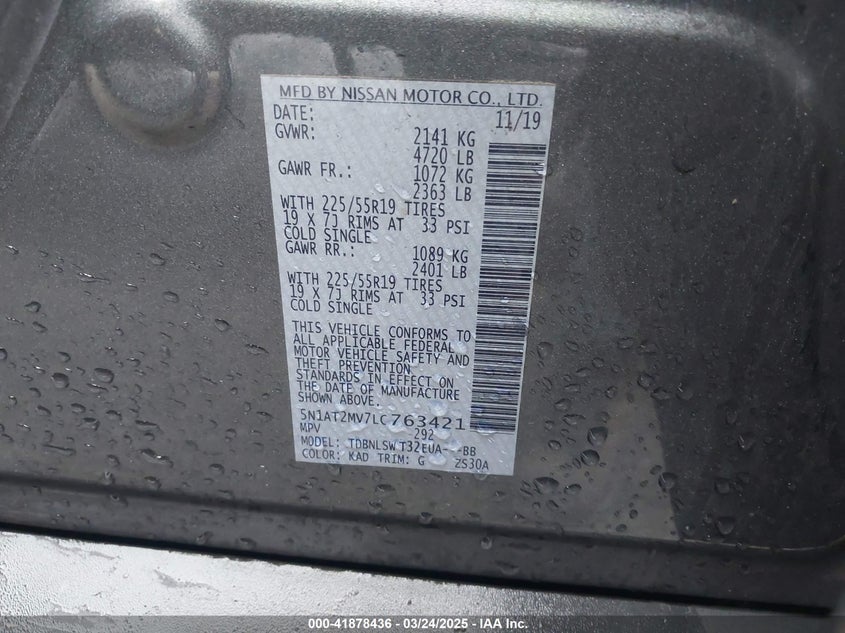 MFD BY NISSAN MOTOR CO., LTD.
DATE: 11/19
GVWR: 2141 KG
4720 LB
GAWR FR.: 1072 KG
2363 LB
WITH 225/55R19 TIRES
19 X 7J RIMS AT 33 PSI
COLD SINGLE
GAWR RR.: 1089 KG
2401 LB
WITH 225/55R19 TIRES
19 X 7J RIMS AT 33 PSI
COLD SINGLE
THIS VEHICLE CONFORMS TO
ALL APPLICABLE FEDERAL
MOTOR VEHICLE SAFETY AND
THEFT PREVENTION
STANDARDS IN EFFECT ON
THE DATE OF MANUFACTURE
SHOWN ABOVE.
5N1AT2MV7LC763421
MPV 292
MODEL: TDBNLSW T32EUA---BB
COLOR: KAD TRIM: G ZS30A
000-41878436 - 03/24/2025 - IAA Inc.